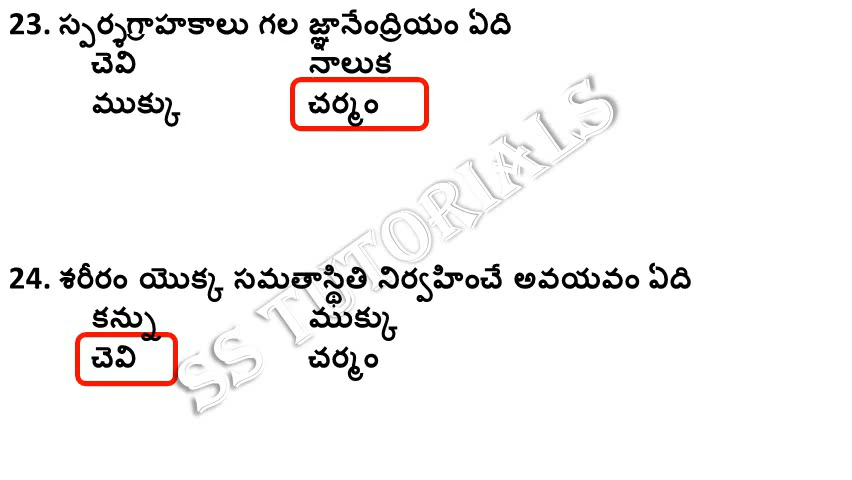 23. స్పర్శగ్రాహకాలు గల జ్ఞానేంద్రియం ఏది
చెవి నాలుక
ముక్కు చర్మం
SS TUTORIALS
24. శరీరం యొక్క సమతాస్థితి నిర్వహించే అవయవం ఏది
కన్ను ముక్కు
చెవి చర్మం